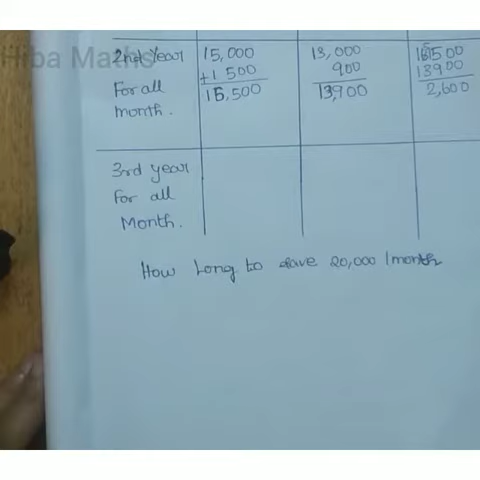 Hiba Maths
2nd Year 15,000 13,000 16500
+1 500 900 13900
For all 16,500 13,900 2,600
month.
3rd year
for all
Month.
How long to save 20,000 /month